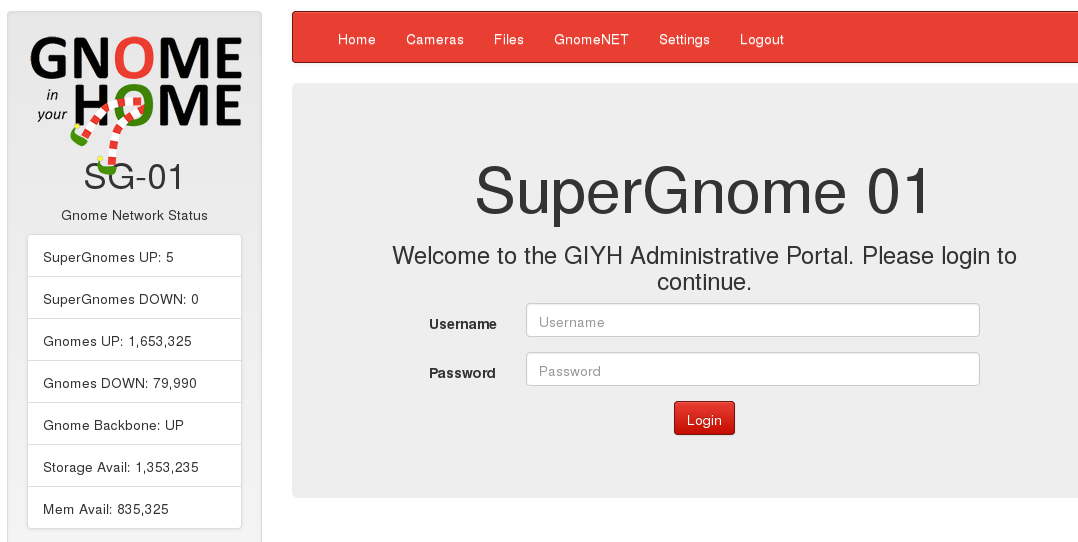 GNOME
in your HOME
SG-01
Gnome Network Status
SuperGnomes UP: 5
SuperGnomes DOWN: 0
Gnomes UP: 1,653,325
Gnomes DOWN: 79,990
Gnome Backbone: UP
Storage Avail: 1,353,235
Mem Avail: 835,325
Home Cameras Files GnomeNET Settings Logout
SuperGnome 01
Welcome to the GIYH Administrative Portal. Please login to
continue.
Username Username
Password Password
Login